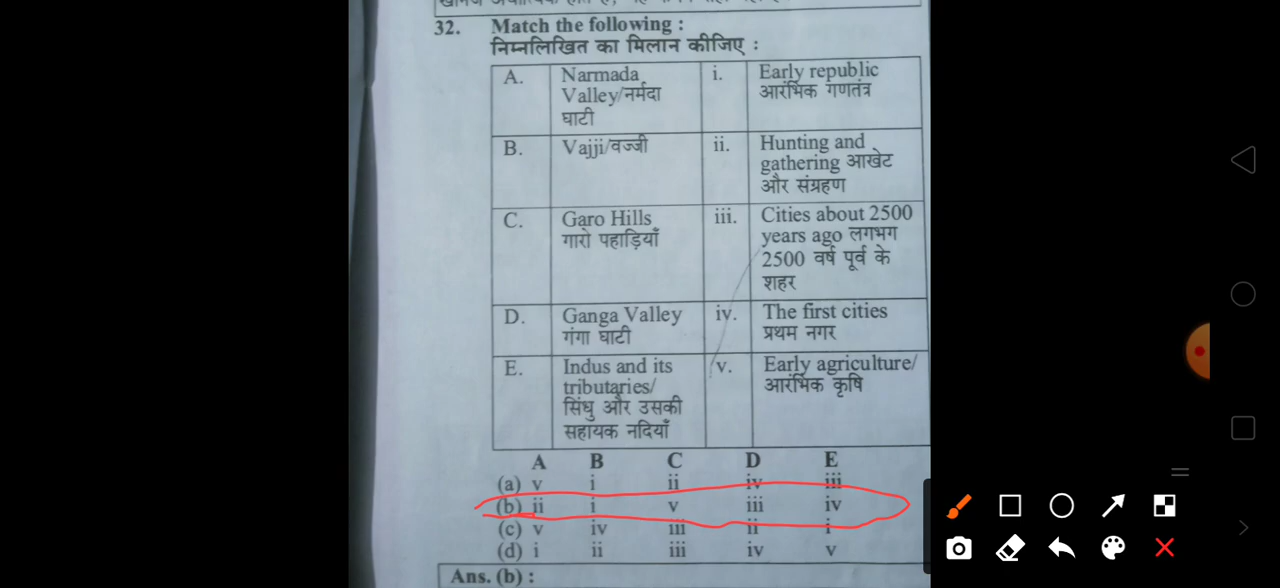 32. Match the following :
निम्नलिखित का मिलान कीजिए :
A. Narmada Valley/नर्मदा घाटी i. Early republic आरंभिक गणतंत्र
B. Vajji/वज्जी ii. Hunting and gathering आखेट और संग्रहण
C. Garo Hills गारो पहाड़ियाँ iii. Cities about 2500 years ago लगभग 2500 वर्ष पूर्व के शहर
D. Ganga Valley गंगा घाटी iv. The first cities प्रथम नगर
E. Indus and its tributaries/ सिंधु और उसकी सहायक नदियाँ v. Early agriculture/ आरंभिक कृषि
A B C D E
(a) v i ii iv iii
(b) ii i v iii iv
(c) v iv iii ii i
(d) i ii iii iv v
Ans. (b) :